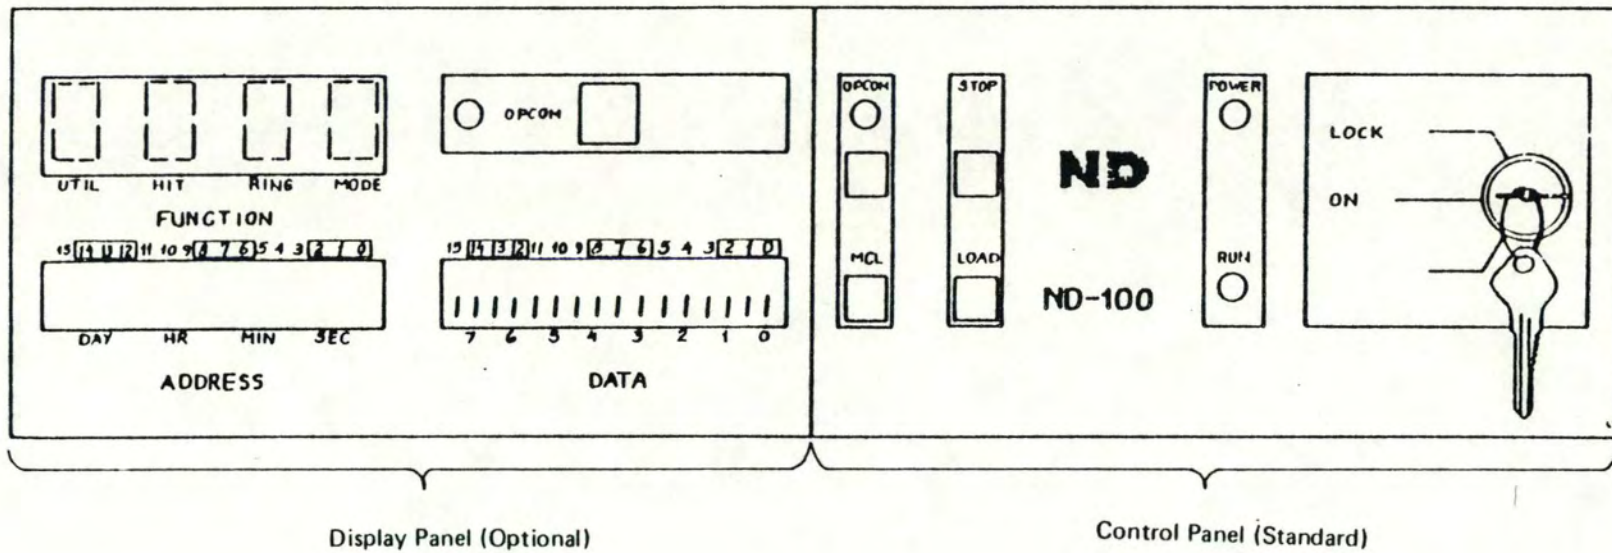 UTIL HIT RING MODE
FUNCTION
15 14 13 12 11 10 9 8 7 6 5 4 3 2 1 0
DAY HR MIN SEC
ADDRESS
OPCOM
15 14 13 12 11 10 9 8 7 6 5 4 3 2 1 0
7 6 5 4 3 2 1 0
DATA
OPCOM
MCL
STOP
LOAD
ND
ND-100
POWER
RUN
LOCK
ON
Display Panel (Optional)
Control Panel (Standard)